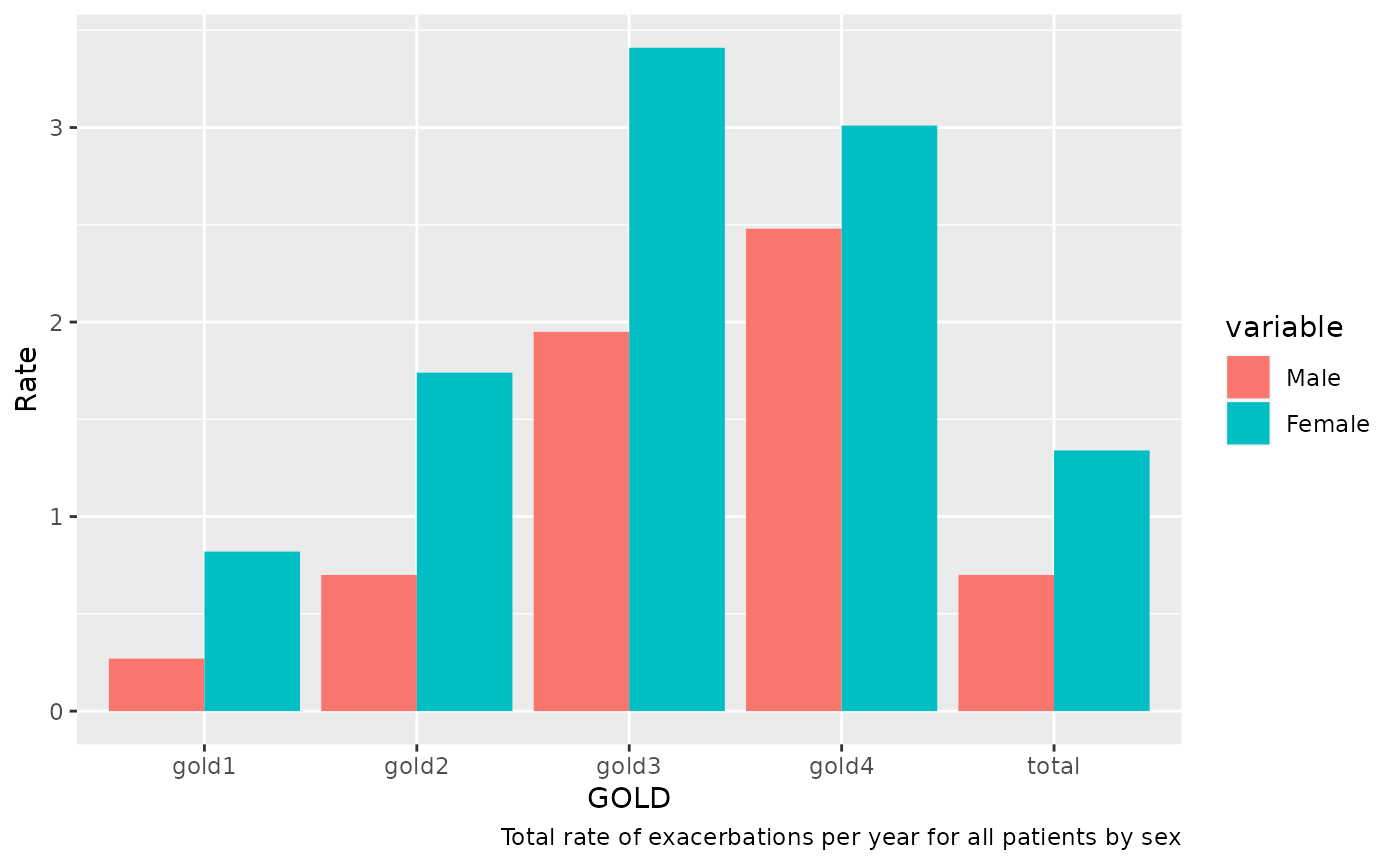 3
2
1
0
Rate
gold1 gold2 gold3 gold4 total
GOLD
Total rate of exacerbations per year for all patients by sex
variable
Male
Female